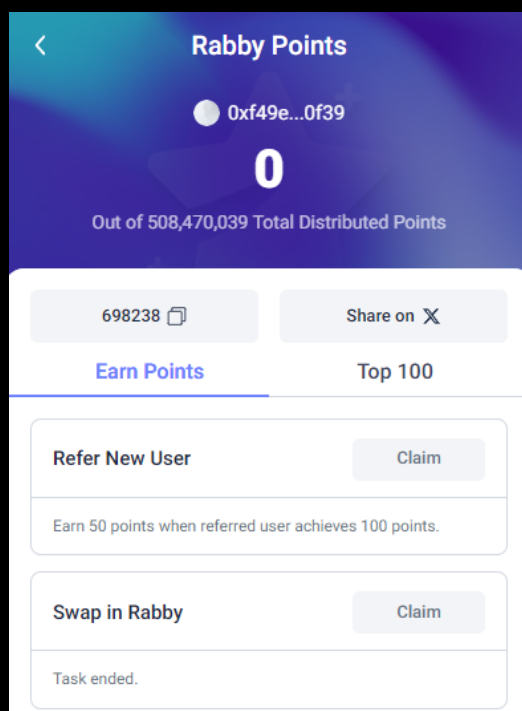 Rabby Points
0xf49e...0f39
0
Out of 508,470,039 Total Distributed Points
698238
Share on X
Earn Points
Top 100
Refer New User
Claim
Earn 50 points when referred user achieves 100 points.
Swap in Rabby
Claim
Task ended.